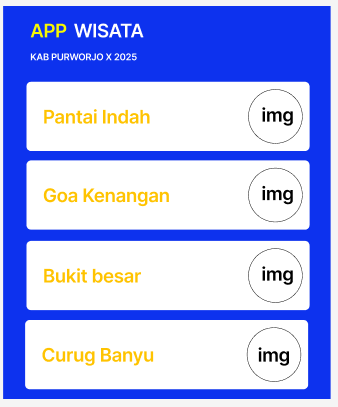 APP WISATA
KAB PURWORJO X 2025
Pantai Indah
img
Goa Kenangan
img
Bukit besar
img
Curug Banyu
img